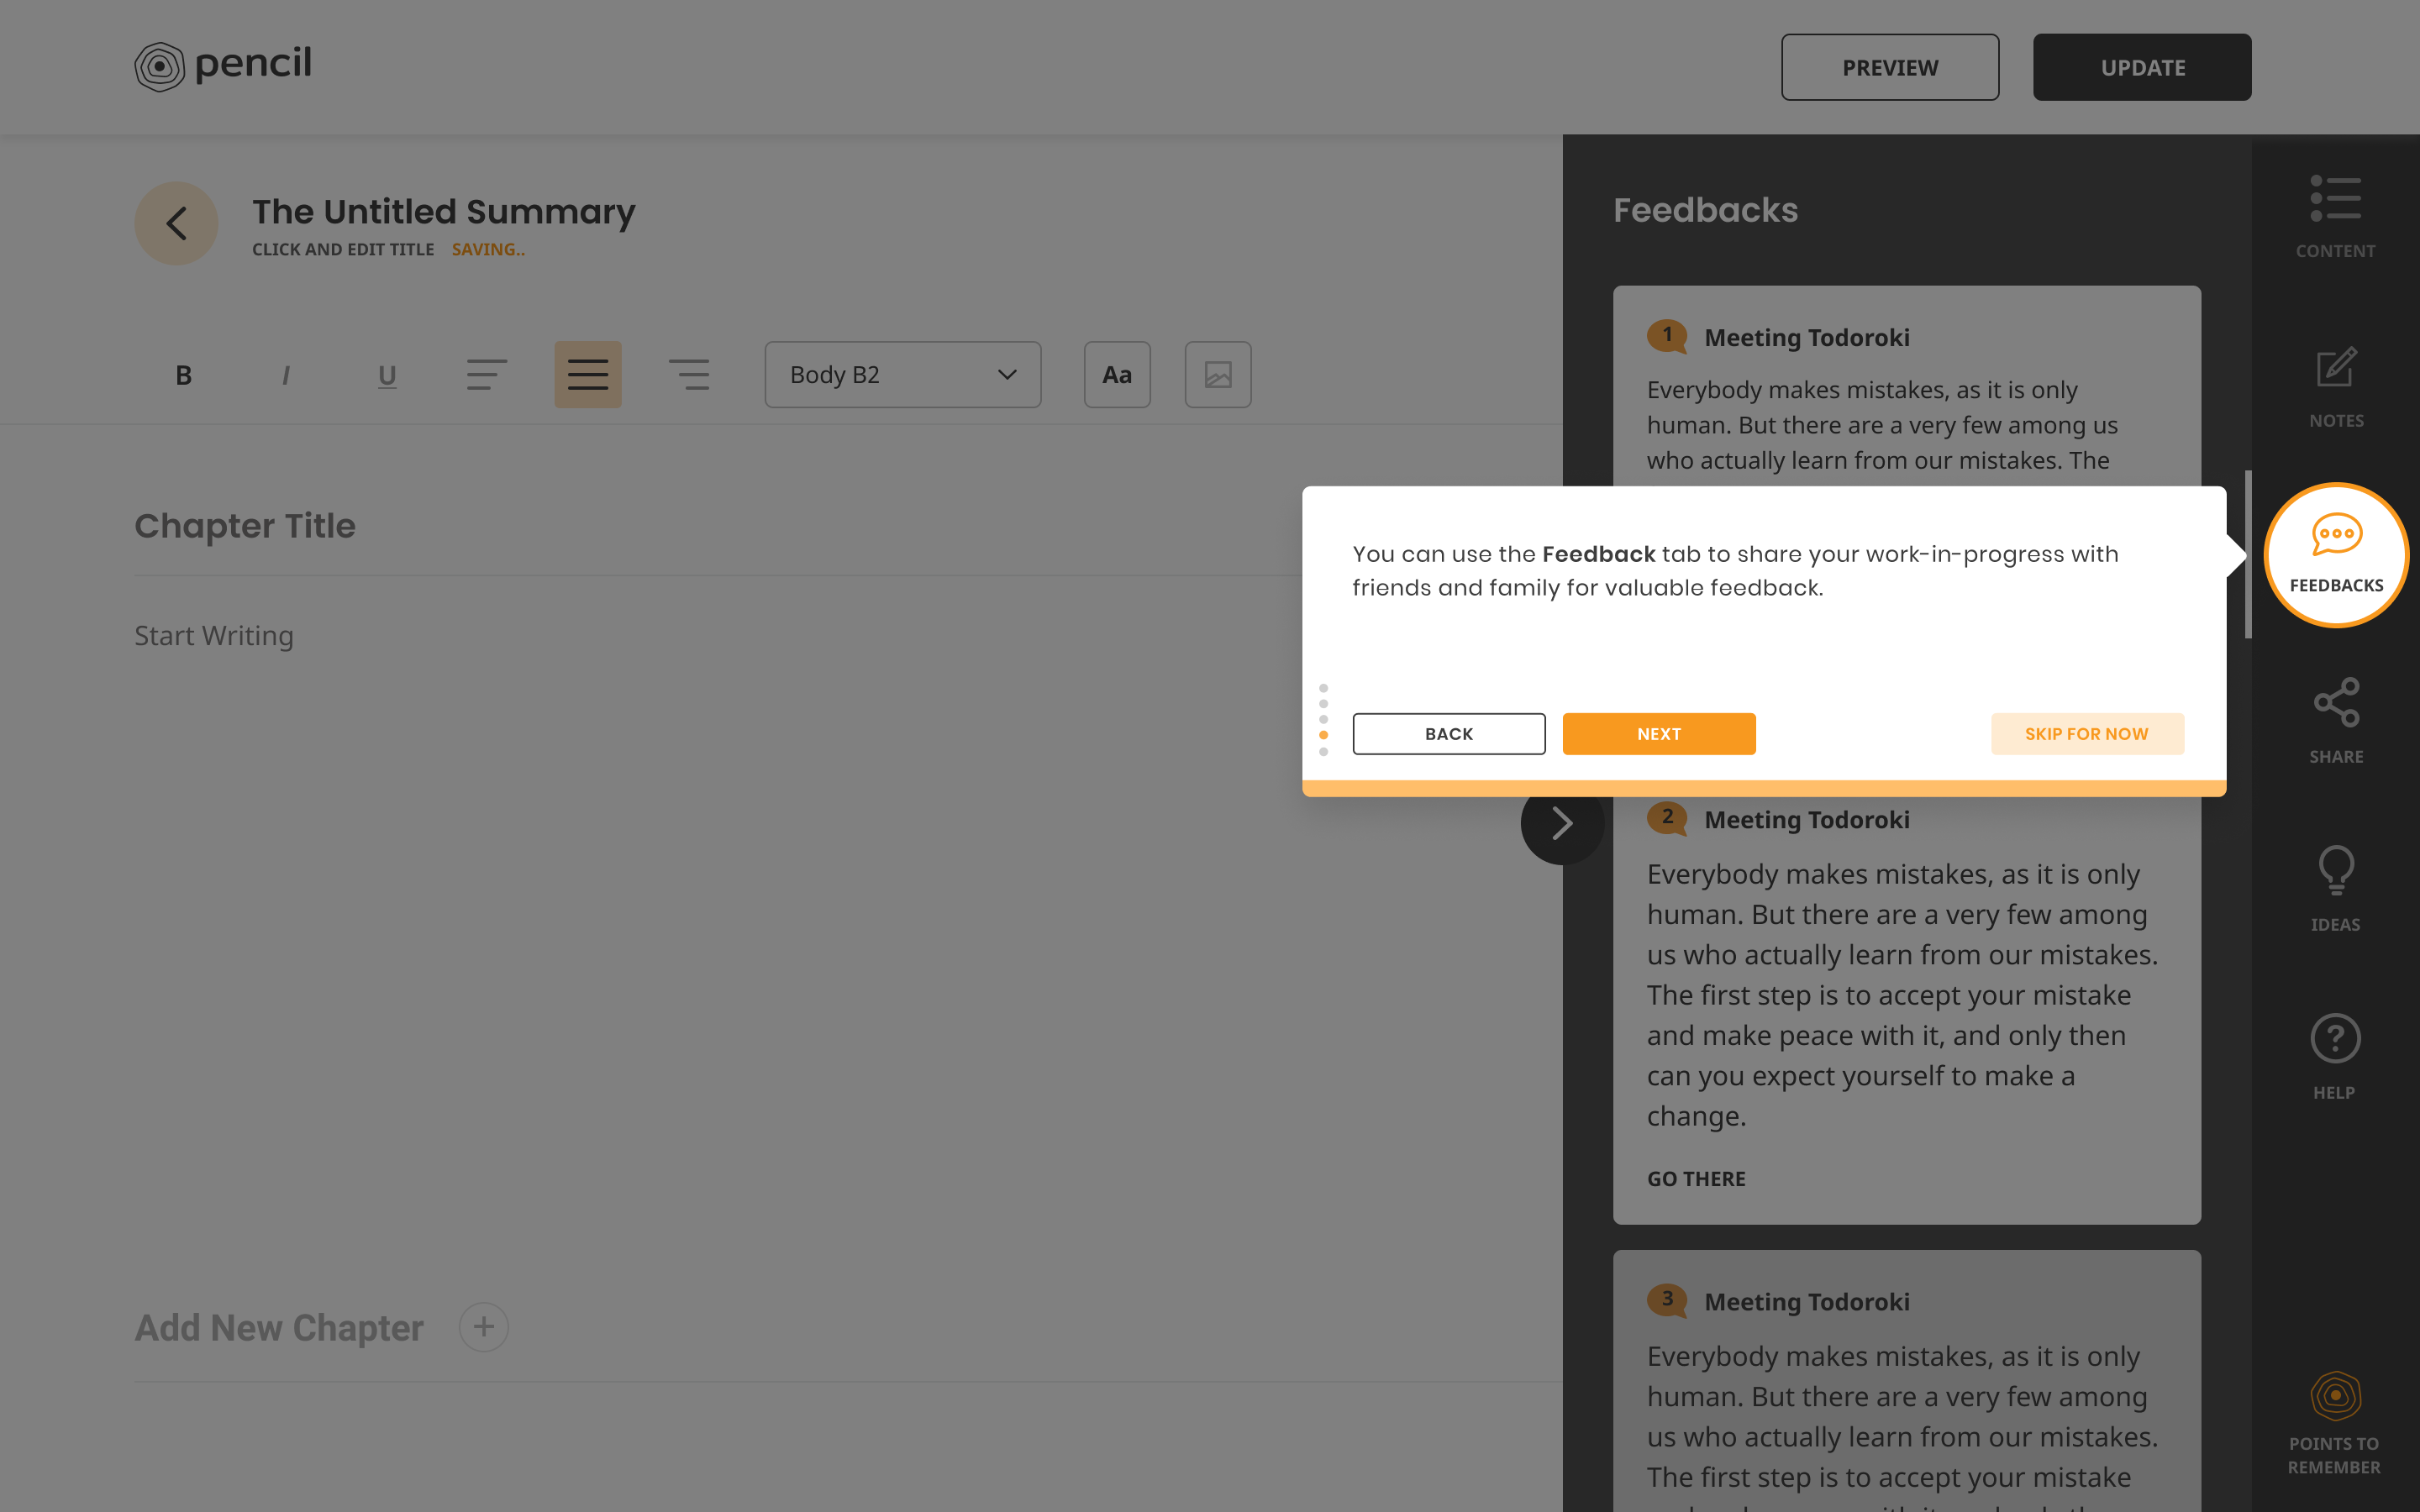 pencil
PREVIEW
UPDATE
The Untitled Summary
CLICK AND EDIT TITLE SAVING..
B I U
Body B2
Aa
Chapter Title
Start Writing
Add New Chapter
Feedbacks
1 Meeting Todoroki
Everybody makes mistakes, as it is only
human. But there are a very few among us
who actually learn from our mistakes. The
You can use the Feedback tab to share your work-in-progress with
friends and family for valuable feedback.
BACK
NEXT
SKIP FOR NOW
2 Meeting Todoroki
Everybody makes mistakes, as it is only
human. But there are a very few among
us who actually learn from our mistakes.
The first step is to accept your mistake
and make peace with it, and only then
can you expect yourself to make a
change.
GO THERE
3 Meeting Todoroki
Everybody makes mistakes, as it is only
human. But there are a very few among
us who actually learn from our mistakes.
The first step is to accept your mistake
CONTENT
NOTES
FEEDBACKS
SHARE
IDEAS
HELP
POINTS TO
REMEMBER